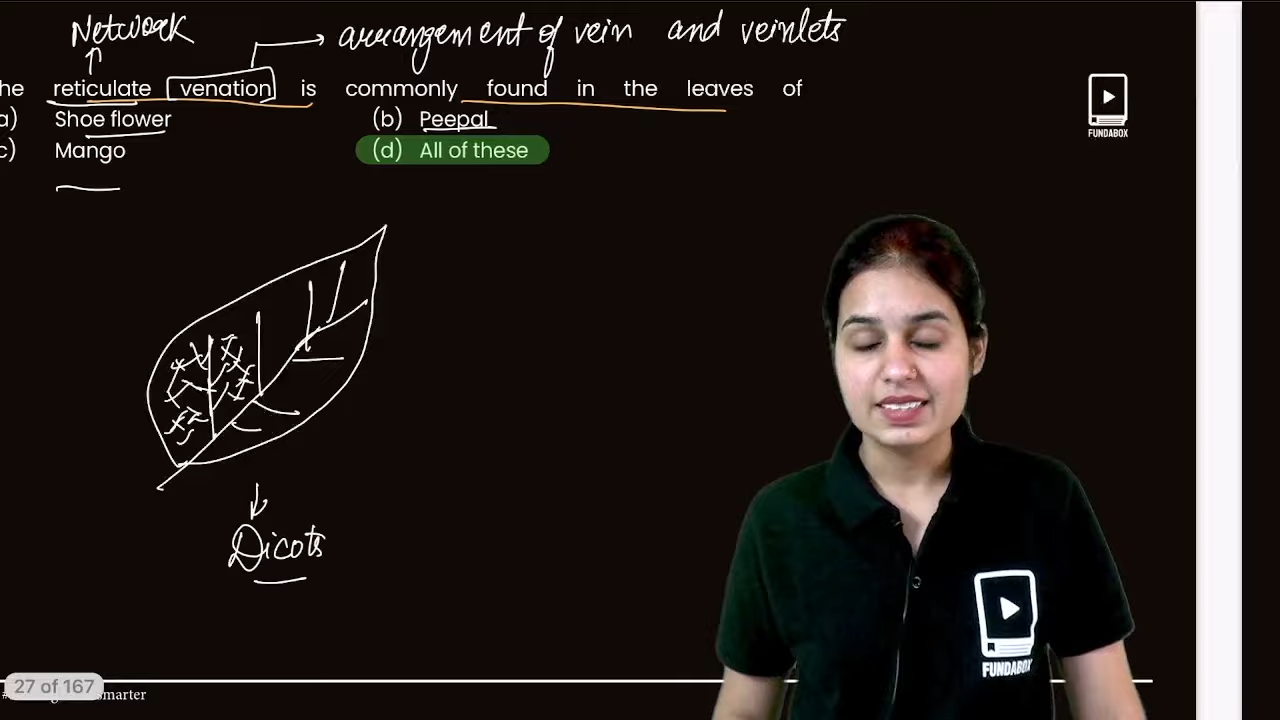 Network
arrangement of vein and veinlets
he reticulate venation is commonly found in the leaves of
a) Shoe flower
(b) Peepal
c) Mango
(d) All of these
FUNDABOX
Dicots
FUNDABOX
27 of 167
smarter